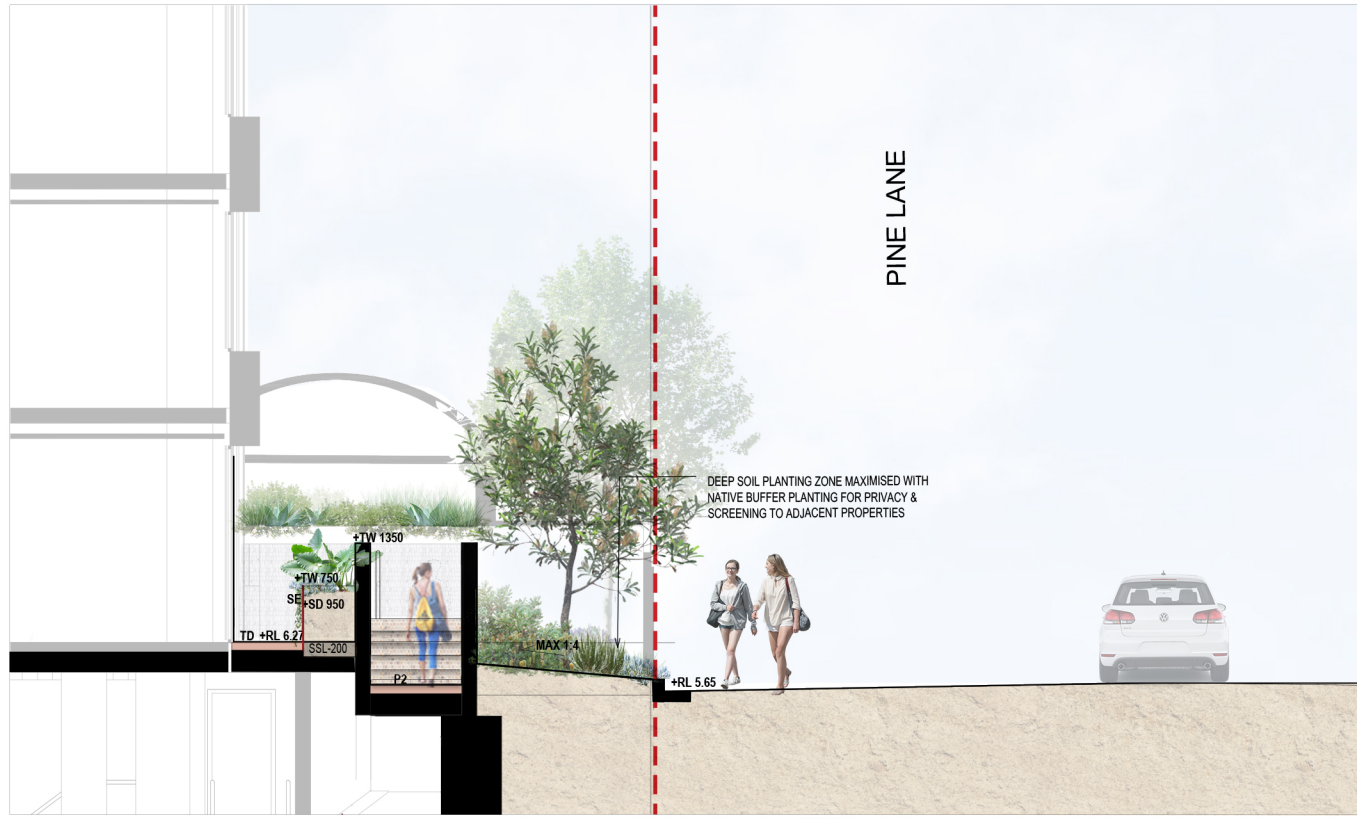 PINE LANE
DEEP SOIL PLANTING ZONE MAXIMISED WITH
NATIVE BUFFER PLANTING FOR PRIVACY &
SCREENING TO ADJACENT PROPERTIES
+TW 1350
+TW 750
SE
+SD 950
TD +RL 6.27
SSL-200
MAX 1:4
P2
+RL 5.65